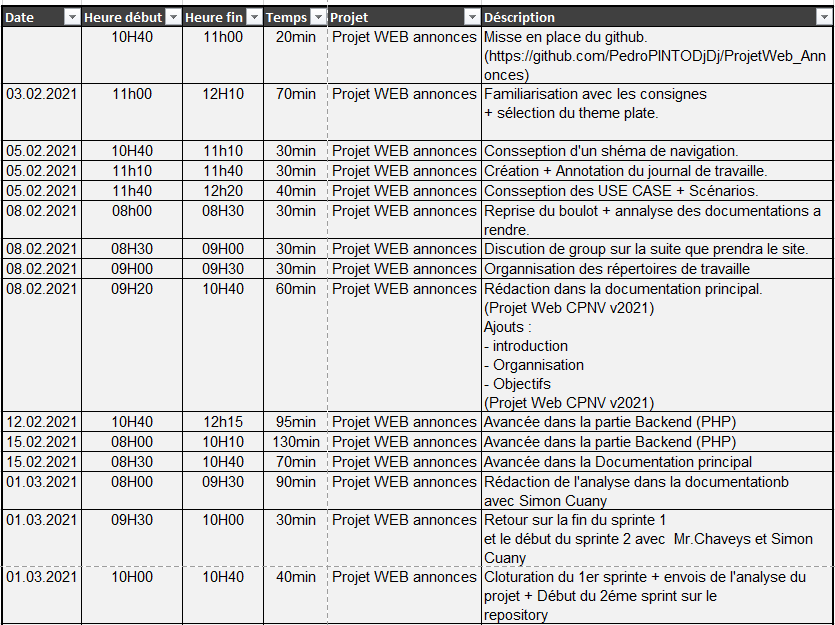 Date Heure début Heure fin Temps Projet Déscription
10H40 11h00 20min Projet WEB annonces Misse en place du github.
(https://github.com/PedroPINTODjDj/ProjetWeb_Ann
onces)
03.02.2021 11h00 12H10 70min Projet WEB annonces Familiarisation avec les consignes
+ sélection du theme plate.
05.02.2021 10H40 11h10 30min Projet WEB annonces Consseption d'un shéma de navigation.
05.02.2021 11h10 11h40 30min Projet WEB annonces Création + Annotation du journal de travaille.
05.02.2021 11h40 12h20 40min Projet WEB annonces Consseption des USE CASE + Scénarios.
08.02.2021 08h00 08H30 30min Projet WEB annonces Reprise du boulot + annalyse des documentations a
rendre.
08.02.2021 08H30 09H00 30min Projet WEB annonces Discution de group sur la suite que prendra le site.
08.02.2021 09H00 09H30 30min Projet WEB annonces Organnisation des répertoires de travaille
08.02.2021 09H20 10H40 60min Projet WEB annonces Rédaction dans la documentation principal.
(Projet Web CPNV v2021)
Ajouts :
- introduction
- Organnisation
- Objectifs
(Projet Web CPNV v2021)
12.02.2021 10H40 12h15 95min Projet WEB annonces Avancée dans la partie Backend (PHP)
15.02.2021 08H00 10H10 130min Projet WEB annonces Avancée dans la partie Backend (PHP)
15.02.2021 08H30 10H40 70min Projet WEB annonces Avancée dans la Documentation principal
01.03.2021 08H00 09H30 90min Projet WEB annonces Rédaction de l'analyse dans la documentationb
avec Simon Cuany
01.03.2021 09H30 10H00 30min Projet WEB annonces Retour sur la fin du sprinte 1
et le début du sprinte 2 avec Mr.Chaveys et Simon
Cuany
01.03.2021 10H00 10H40 40min Projet WEB annonces Cloturation du 1er sprinte + envois de l'analyse du
projet + Début du 2éme sprint sur le
repository